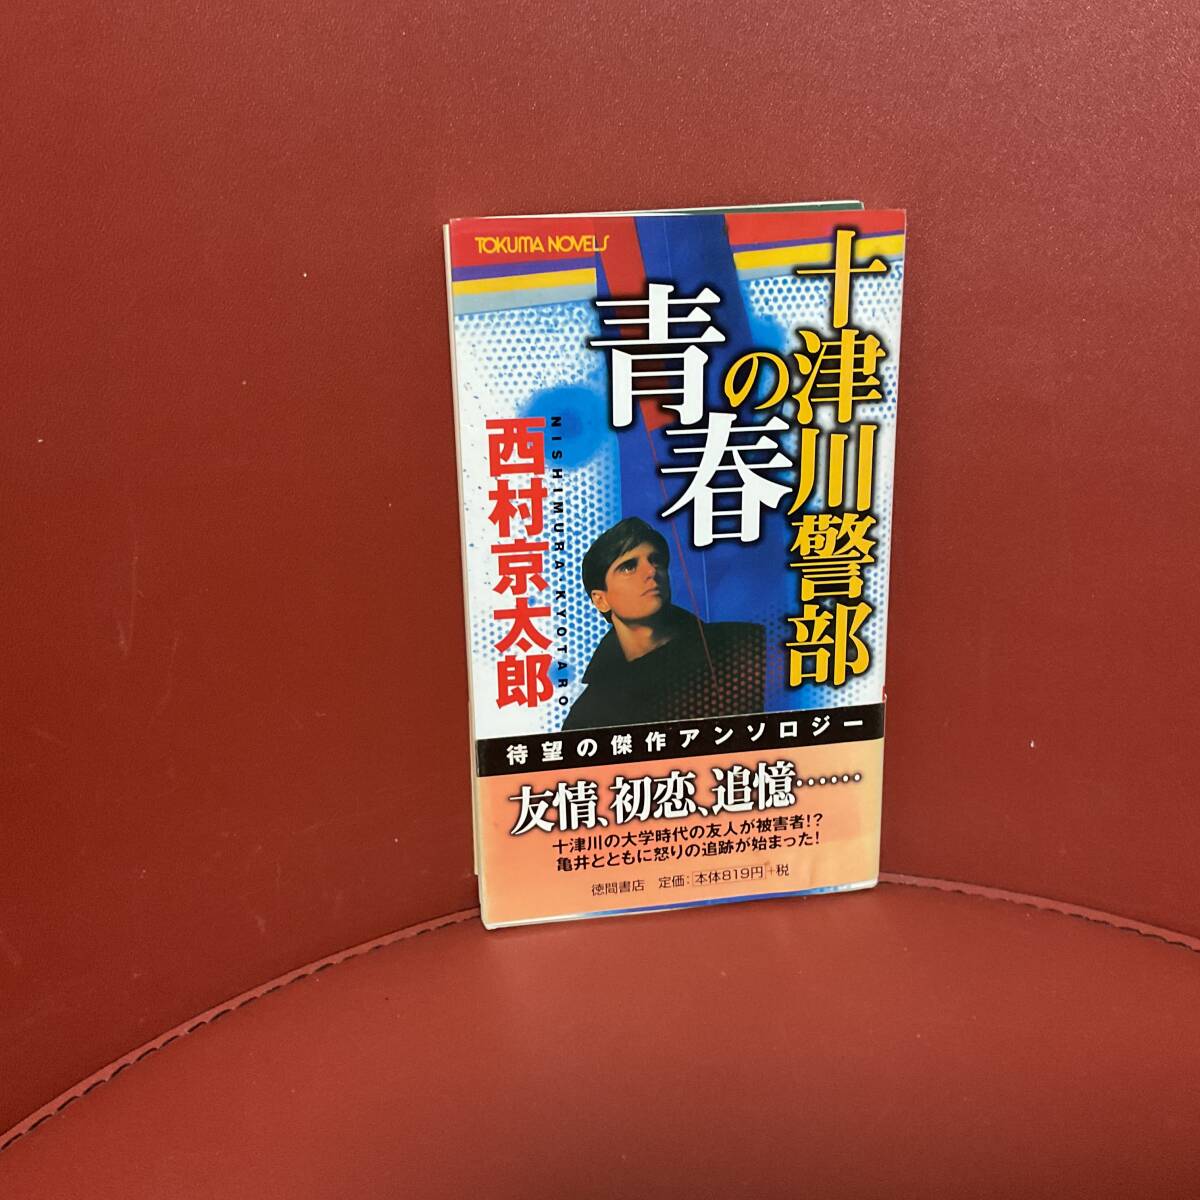 TOKUMA NOVELS
十津川警部
の
青春
西村京太郎
NISHIMURA KYOTARO
待望の傑作アンソロジー
友情、初恋、追憶……
十津川の大学時代の友人が被害者!?
亀井とともに怒りの追跡が始まった!
徳間書店 定価:本体819円+税